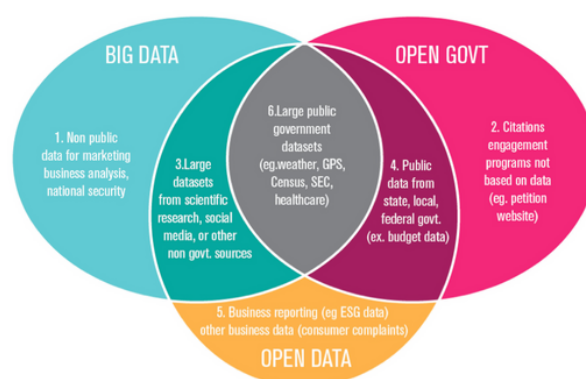 BIG DATA
OPEN GOVT
1. Non public
data for marketing
business analysis,
national security
3.Large
datasets
from scientific
research, social
media, or other
non govt. sources
6.Large public
government
datasets
(eg.weather, GPS,
Census, SEC,
healthcare)
4. Public
data from
state, local,
federal govt.
(ex. budget data)
2. Citations
engagement
programs not
based on data
(eg. petition
website)
5. Business reporting (eg ESG data)
other business data (consumer complaints)
OPEN DATA